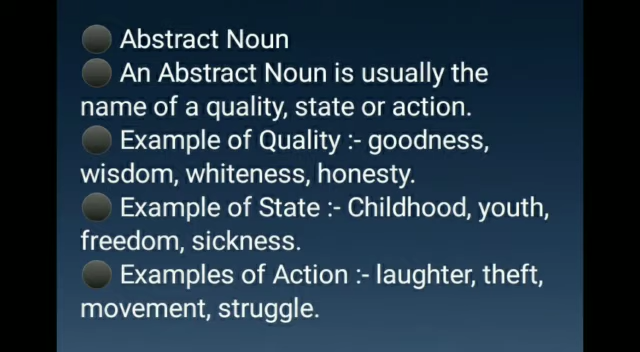 ⚫ Abstract Noun
⚫ An Abstract Noun is usually the
name of a quality, state or action.
⚫ Example of Quality :- goodness,
wisdom, whiteness, honesty.
⚫ Example of State :- Childhood, youth,
freedom, sickness.
⚫ Examples of Action :- laughter, theft,
movement, struggle.